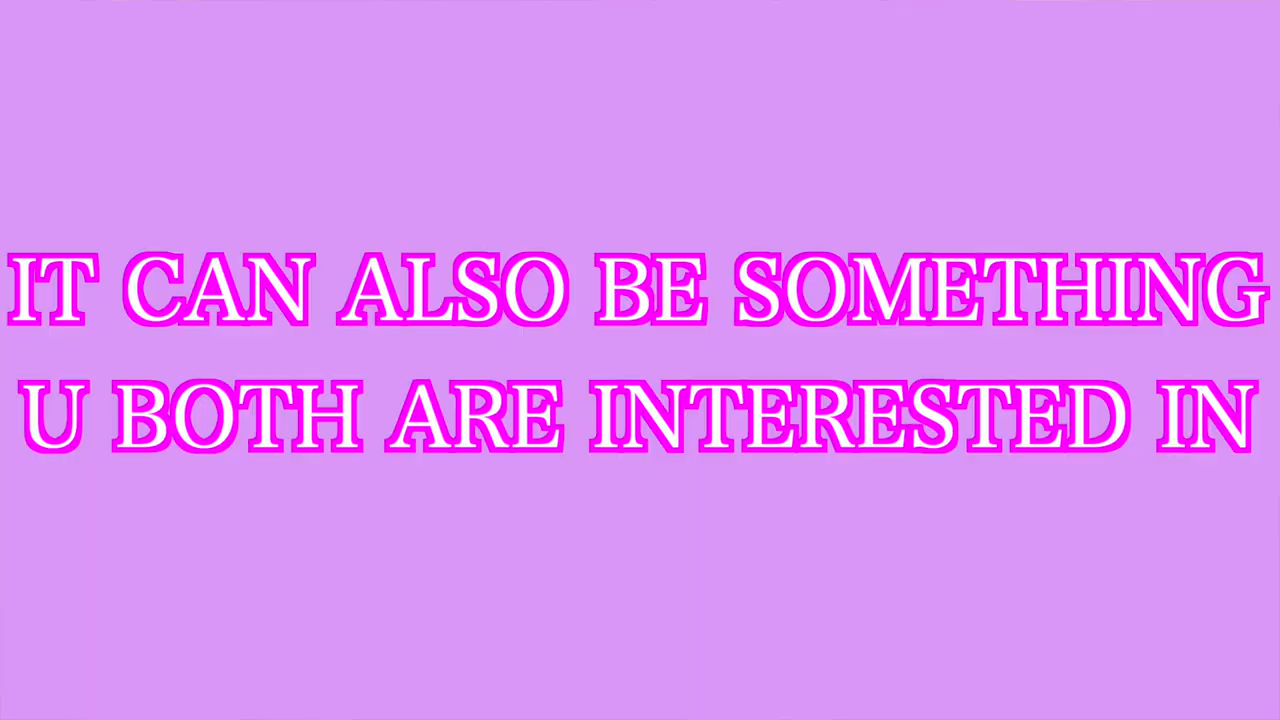 IT CAN ALSO BE SOMETHING
U BOTH ARE INTERESTED IN